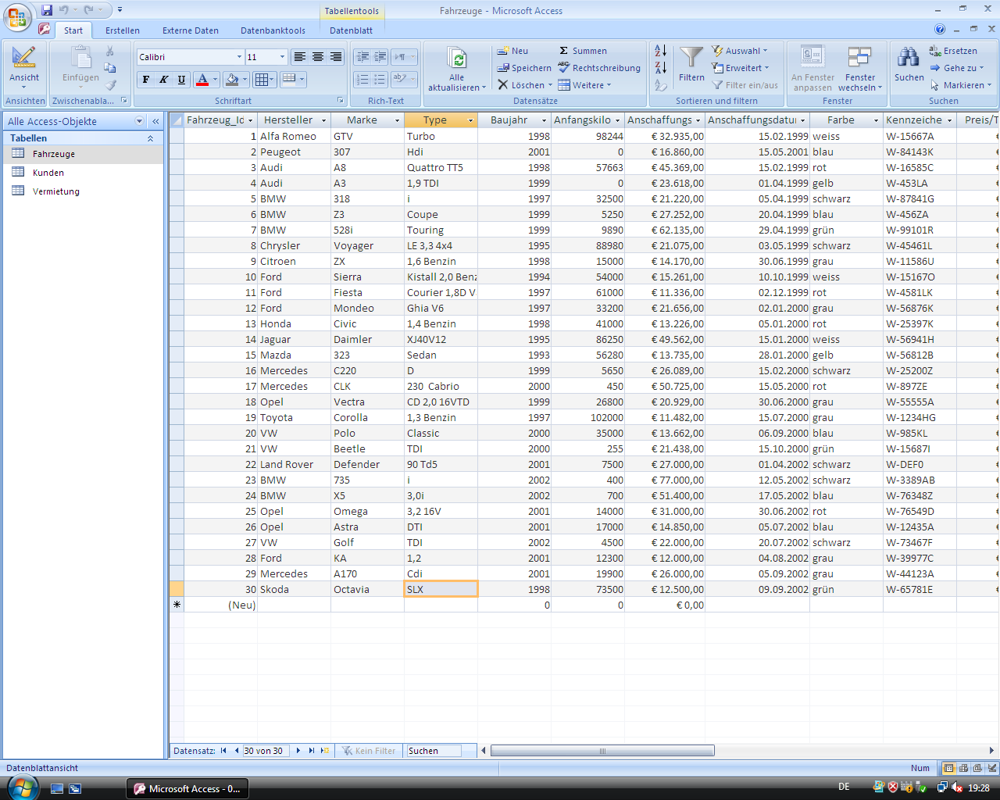 Tabellentools
Fahrzeuge - Microsoft Access
Start Erstellen Externe Daten Datenbanktools Datenblatt
Ansicht
Ansichten
Einfügen
Zwischenabla...
Calibri 11
F K U A
Schriftart
Rich-Text
Alle aktualisieren
Neu
Speichern
Löschen
Summen
Rechtschreibung
Weitere
Datensätze
Filtern
Auswahl
Erweitert
Filter ein/aus
Sortieren und filtern
An Fenster anpassen
Fenster wechseln
Fenster
Suchen
Ersetzen
Gehe zu
Markieren
Suchen
Alle Access-Objekte
Tabellen
Fahrzeuge
Kunden
Vermietung
Fahrzeug_Id Hersteller Marke Type Baujahr Anfangskilo Anschaffungs Anschaffungsdatum Farbe Kennzeiche Preis/T
1 Alfa Romeo GTV Turbo 1998 98244 € 32.935,00 15.02.1999 weiss W-15667A €
2 Peugeot 307 Hdi 2001 0 € 16.860,00 15.05.2001 blau W-84143K €
3 Audi A8 Quattro TT5 1998 57663 € 45.369,00 15.02.1999 rot W-16585C €
4 Audi A3 1,9 TDI 1999 0 € 23.618,00 01.04.1999 gelb W-453LA €
5 BMW 318 i 1997 32500 € 21.220,00 05.04.1999 schwarz W-87841G €
6 BMW Z3 Coupe 1999 5250 € 27.252,00 20.04.1999 blau W-456ZA €
7 BMW 528i Touring 1999 9890 € 62.135,00 29.04.1999 grün W-99101R €
8 Chrysler Voyager LE 3,3 4x4 1995 88980 € 21.075,00 03.05.1999 schwarz W-45461L €
9 Citroen ZX 1,6 Benzin 1998 15000 € 14.170,00 30.06.1999 grau W-11586U €
10 Ford Sierra Kistall 2,0 Benz 1994 54000 € 15.261,00 10.10.1999 weiss W-15167O €
11 Ford Fiesta Courier 1,8D V 1997 61000 € 11.336,00 02.12.1999 rot W-4581LK €
12 Ford Mondeo Ghia V6 1997 33200 € 21.656,00 02.01.2000 grau W-56876K €
13 Honda Civic 1,4 Benzin 1998 41000 € 13.226,00 05.01.2000 rot W-25397K €
14 Jaguar Daimler XJ40V12 1995 86250 € 49.562,00 15.01.2000 weiss W-56941H €
15 Mazda 323 Sedan 1993 56280 € 13.735,00 28.01.2000 gelb W-56812B €
16 Mercedes C220 D 1999 5650 € 26.089,00 15.02.2000 schwarz W-25200Z €
17 Mercedes CLK 230  Cabrio 2000 450 € 50.725,00 15.05.2000 rot W-897ZE €
18 Opel Vectra CD 2,0 16VTD 1999 26800 € 20.929,00 30.06.2000 grau W-55555A €
19 Toyota Corolla 1,3 Benzin 1997 102000 € 11.482,00 15.07.2000 grau W-1234HG €
20 VW Polo Classic 2000 35000 € 13.662,00 06.09.2000 blau W-985KL €
21 VW Beetle TDI 2000 255 € 21.438,00 15.10.2000 grün W-15687I €
22 Land Rover Defender 90 Td5 2001 7500 € 27.000,00 01.04.2002 schwarz W-DEF0 €
23 BMW 735 i 2002 400 € 77.000,00 12.05.2002 schwarz W-3389AB €
24 BMW X5 3,0i 2002 700 € 51.400,00 17.05.2002 blau W-76348Z €
25 Opel Omega 3,2 16V 2001 14000 € 31.000,00 30.06.2002 rot W-76549D €
26 Opel Astra DTI 2001 17000 € 14.850,00 05.07.2002 blau W-12435A €
27 VW Golf TDI 2002 4500 € 22.000,00 20.07.2002 schwarz W-73467F €
28 Ford KA 1,2 2001 12300 € 12.000,00 04.08.2002 grau W-39977C €
29 Mercedes A170 Cdi 2001 19900 € 26.000,00 05.09.2002 grau W-44123A €
30 Skoda Octavia SLX 1998 73500 € 12.500,00 09.09.2002 grün W-65781E €
(Neu) 0 0 € 0,00
Datensatz: 30 von 30 Kein Filter Suchen
Datenblattansicht Num
Microsoft Access - 0... DE 19:28